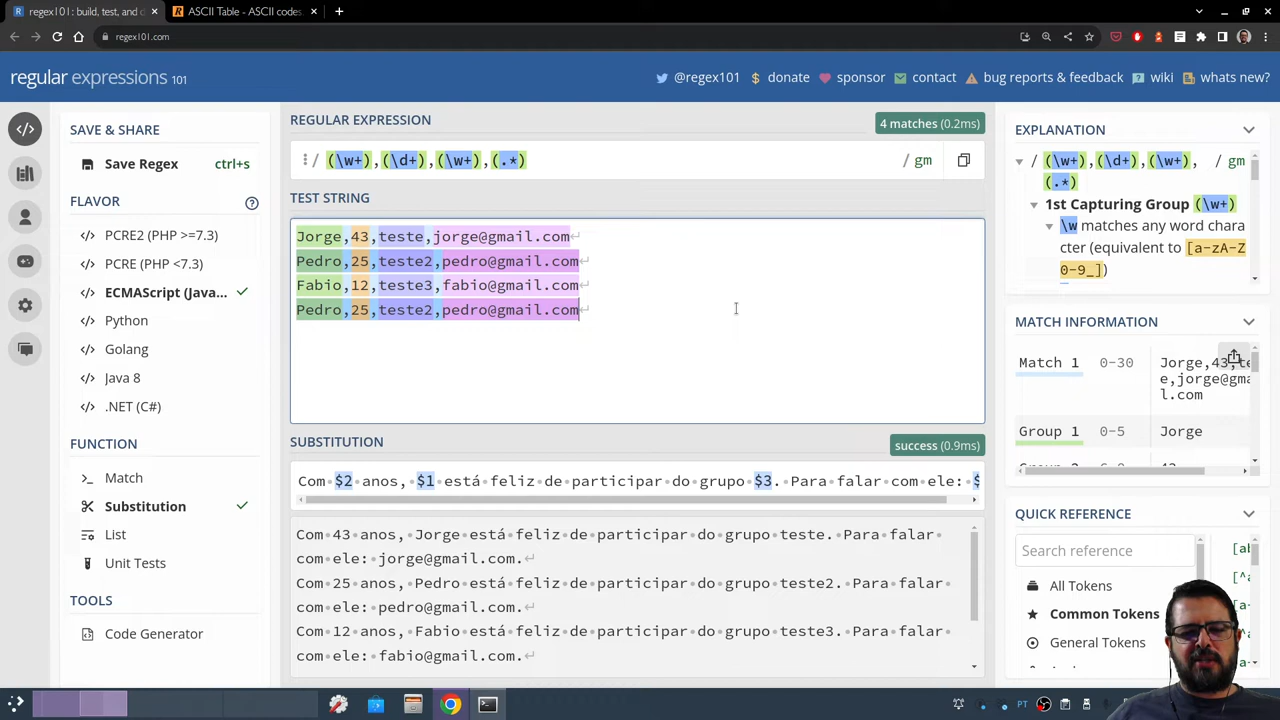 regex101: build, test, and d
ASCII Table - ASCII codes,
regex101.com
regular expressions 101
@regex101
$ donate
sponsor
contact
bug reports & feedback
wiki
whats new?
SAVE & SHARE
Save Regex ctrl+s
FLAVOR
PCRE2 (PHP >=7.3)
PCRE (PHP <7.3)
ECMAScript (Java...
Python
Golang
Java 8
.NET (C#)
FUNCTION
Match
Substitution
List
Unit Tests
TOOLS
Code Generator
REGULAR EXPRESSION
4 matches (0.2ms)
/ (\w+),(\d+),(\w+),(.*) / gm
TEST STRING
Jorge,43,teste,jorge@gmail.com
Pedro,25,teste2,pedro@gmail.com
Fabio,12,teste3,fabio@gmail.com
Pedro,25,teste2,pedro@gmail.com
SUBSTITUTION
success (0.9ms)
Com $2 anos, $1 está feliz de participar do grupo $3. Para falar com ele: $
Com 43 anos, Jorge está feliz de participar do grupo teste. Para falar
com ele: jorge@gmail.com.
Com 25 anos, Pedro está feliz de participar do grupo teste2. Para falar
com ele: pedro@gmail.com.
Com 12 anos, Fabio está feliz de participar do grupo teste3. Para falar
com ele: fabio@gmail.com.
EXPLANATION
/ (\w+),(\d+),(\w+), / gm
(.*)
1st Capturing Group (\w+)
\w matches any word chara
cter (equivalent to [a-zA-Z
0-9_])
MATCH INFORMATION
Match 1 0-30 Jorge,43,te
e,jorge@gma
l.com
Group 1 0-5 Jorge
QUICK REFERENCE
Search reference
All Tokens
Common Tokens
General Tokens
[ab
[^a
[a-
PT